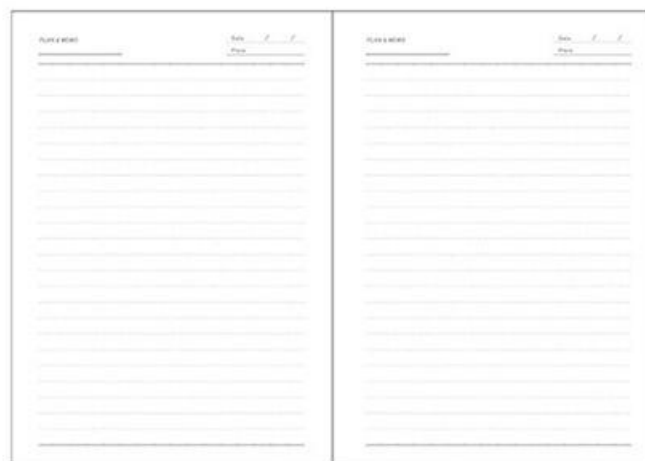 PLAN & MEMO
Date / /
Place
PLAN & MEMO
Date / /
Place